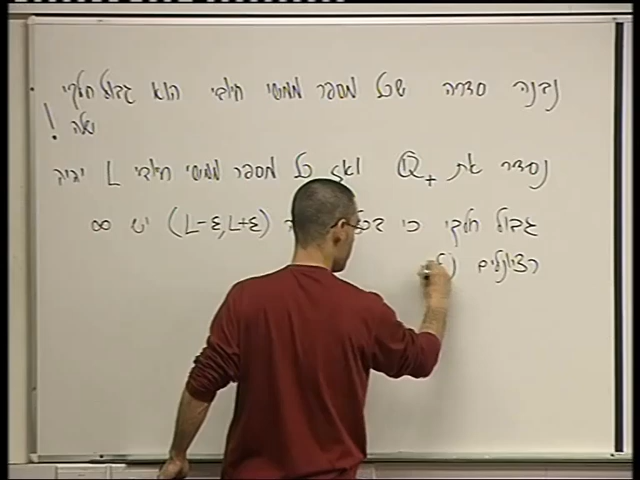 נבנה סדרה שכל מספר ממשי חיובי הוא גבול חלקי
שלה !
נסדר את Q+ ואז כל מספר ממשי חיובי L יהיה
גבול חלקי כי (L-ε, L+ε) יש ∞
רציונלים